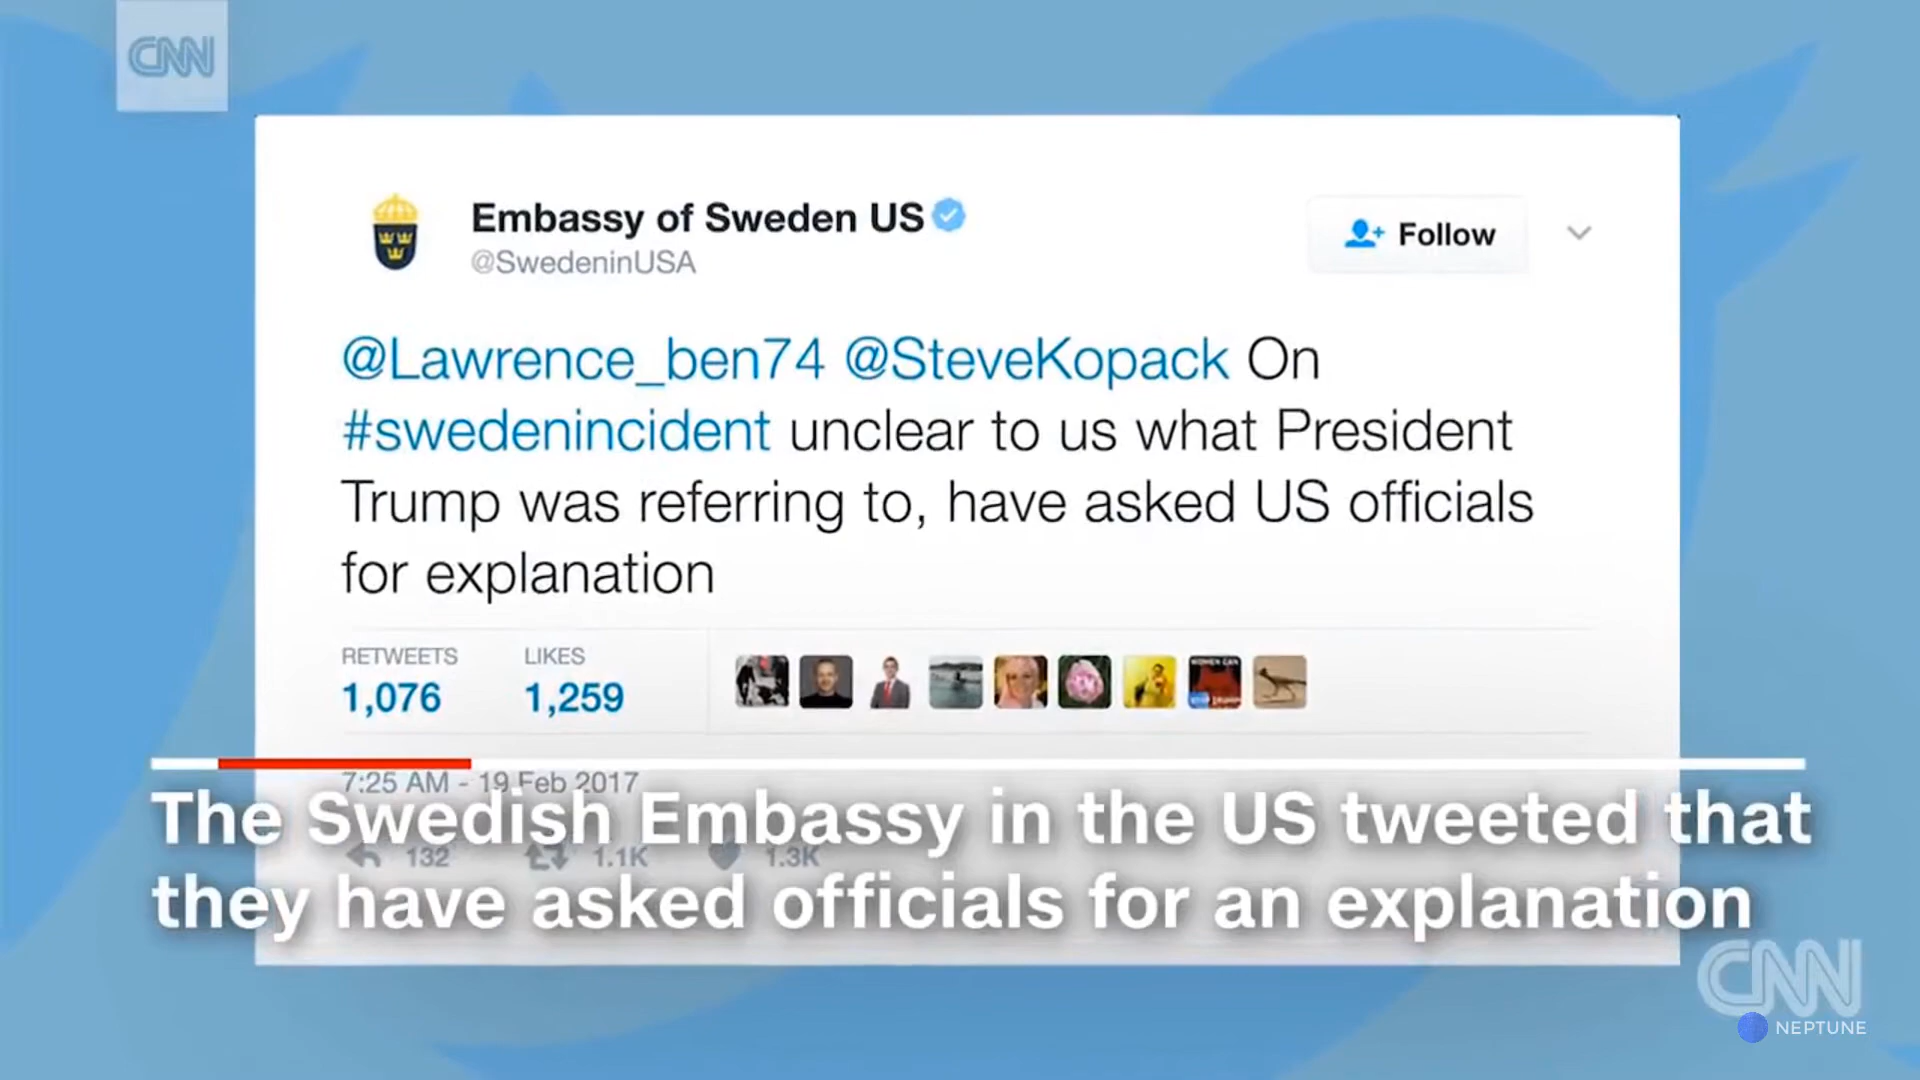 CNN
Embassy of Sweden US
@SwedeninUSA
Follow
@Lawrence_ben74 @SteveKopack On
#swedenincident unclear to us what President
Trump was referring to, have asked US officials
for explanation
RETWEETS LIKES
1,076 1,259
WOMEN CAN
7:25 AM - 19 Feb 2017
The Swedish Embassy in the US tweeted that
132 1.1K 1.3K
they have asked officials for an explanation
CNN
NEPTUNE